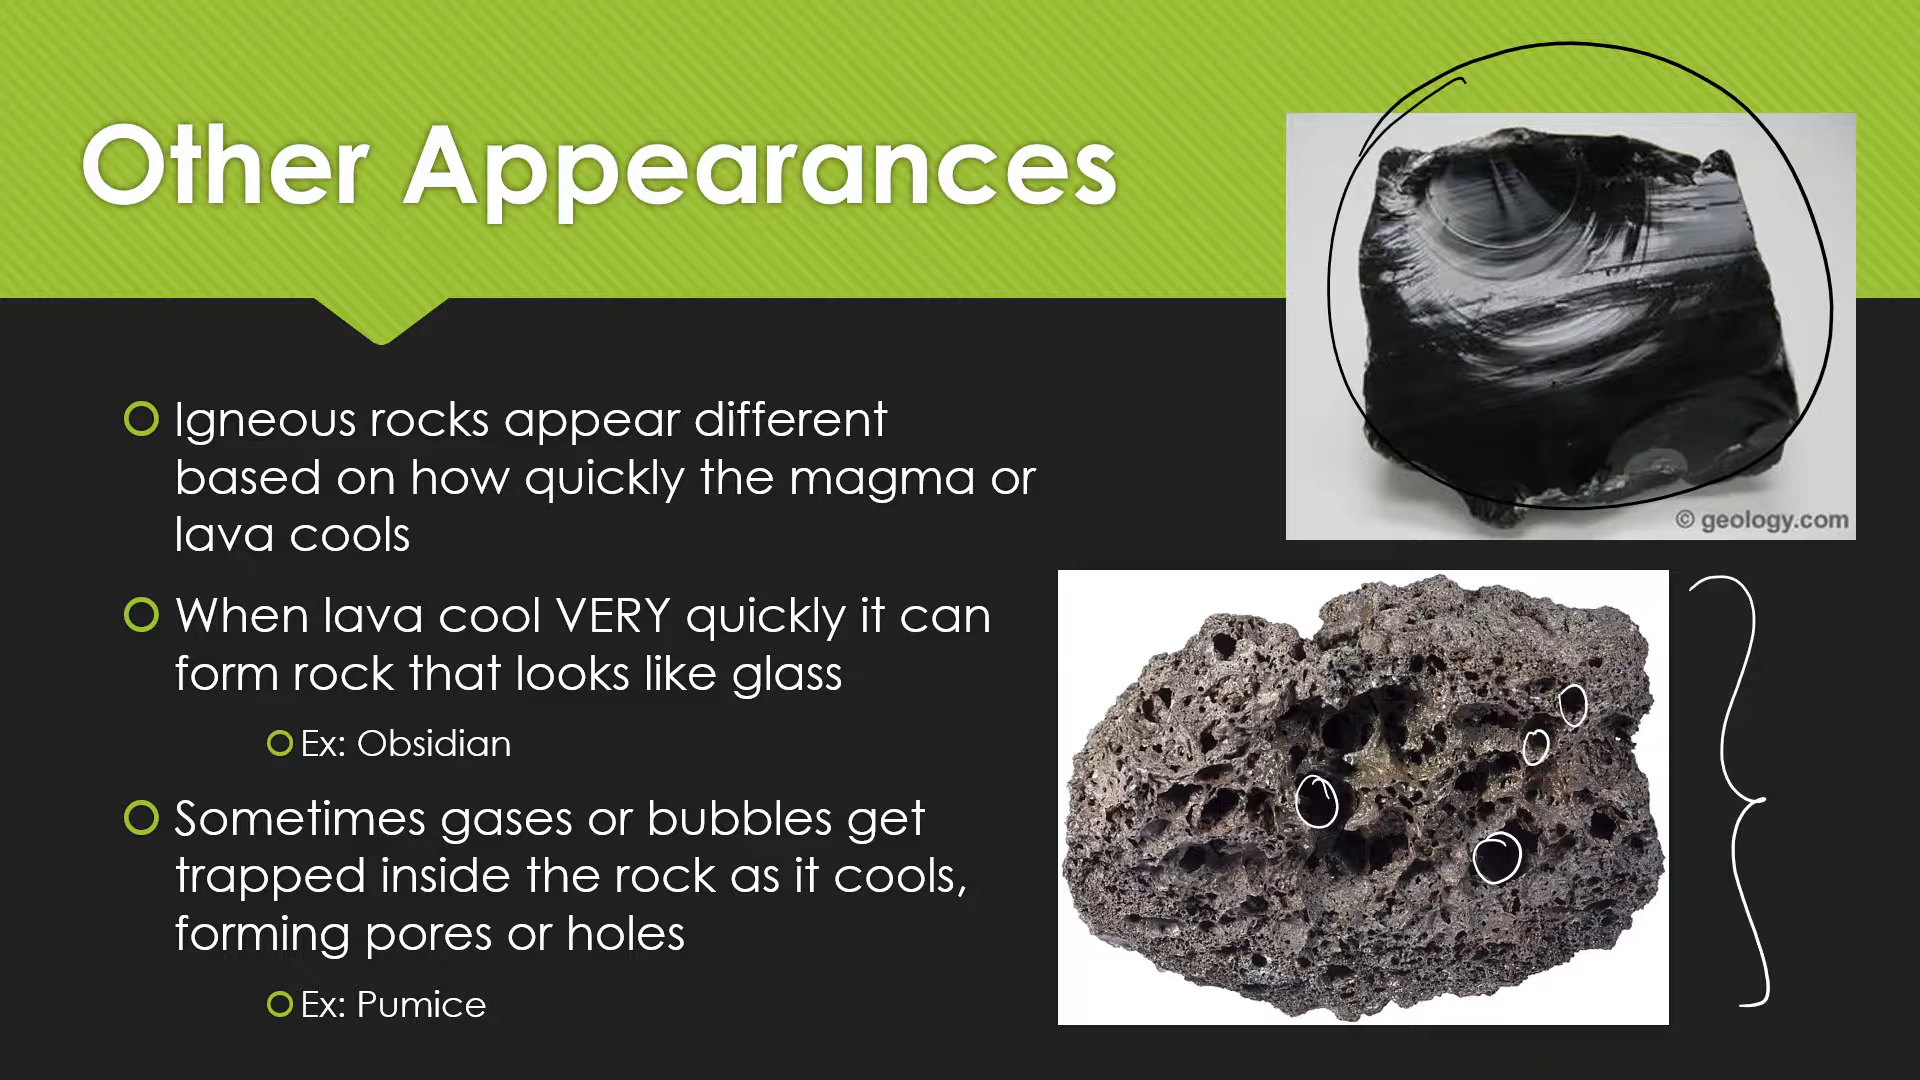 Other Appearances
Igneous rocks appear different
based on how quickly the magma or
lava cools
When lava cool VERY quickly it can
form rock that looks like glass
Ex: Obsidian
Sometimes gases or bubbles get
trapped inside the rock as it cools,
forming pores or holes
Ex: Pumice
© geology.com